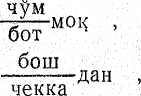 чўм
бот моқ ,
бош
чекка дан ,